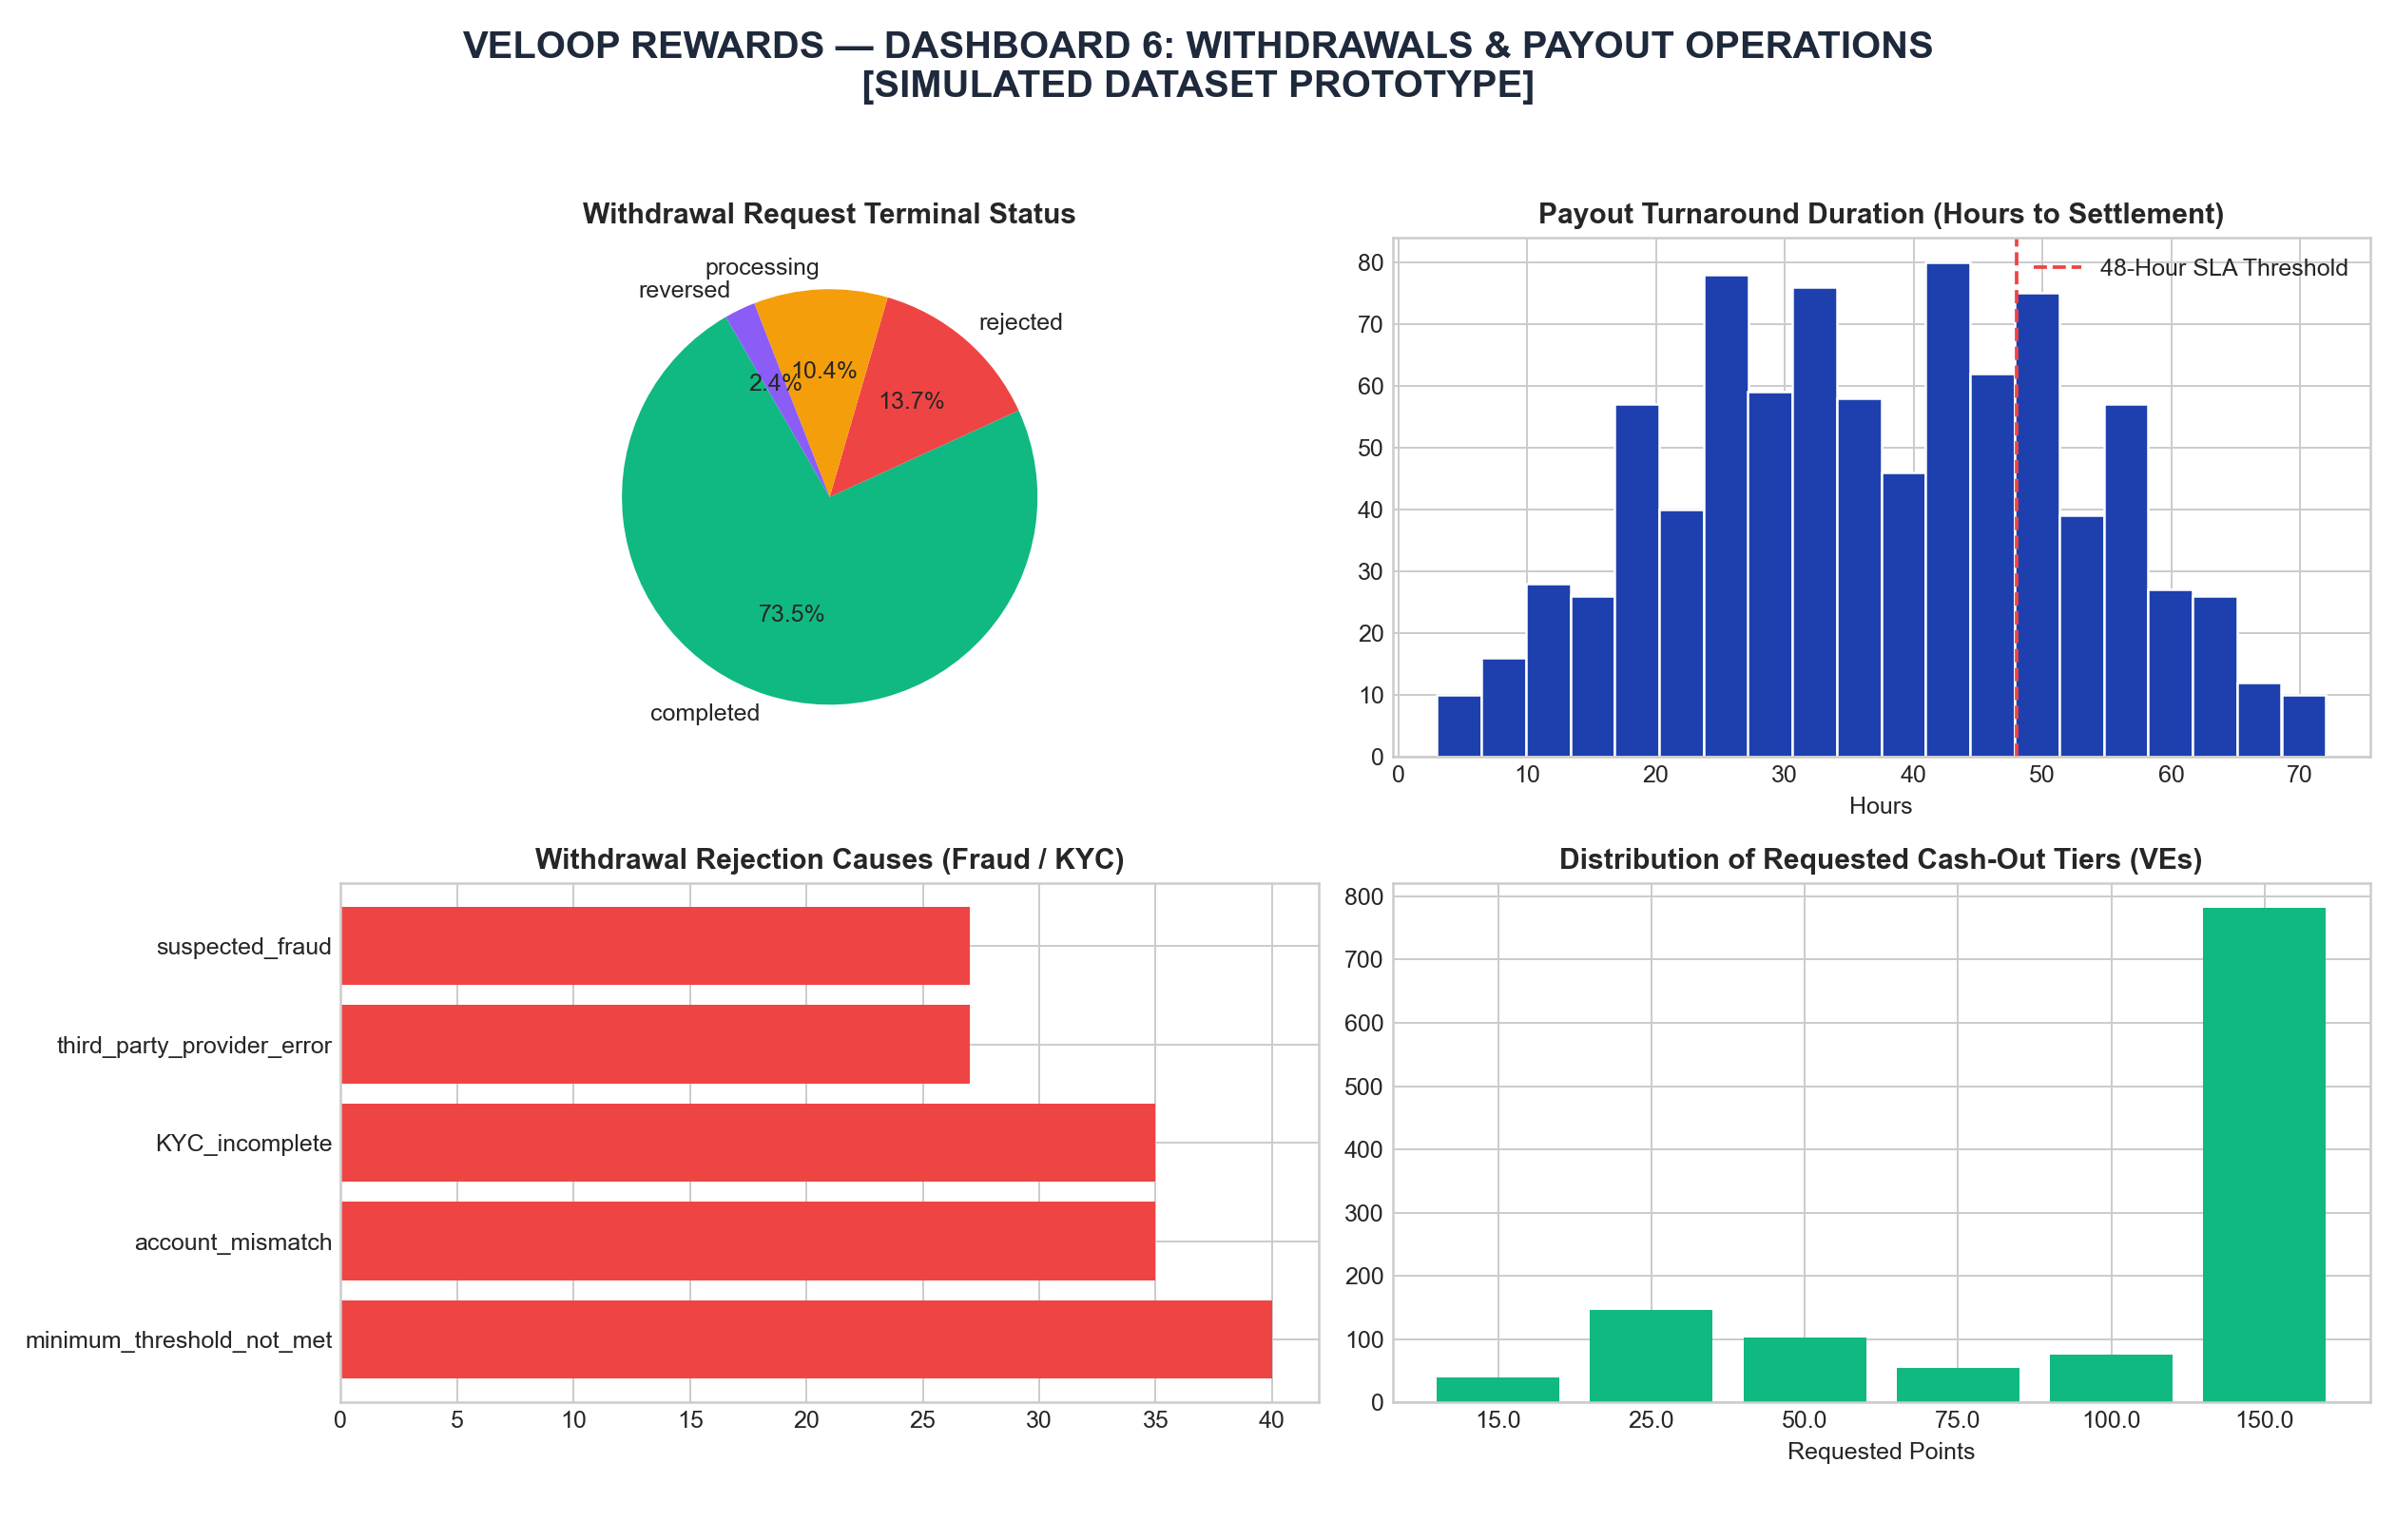 VELOOP REWARDS — DASHBOARD 6: WITHDRAWALS & PAYOUT OPERATIONS
[SIMULATED DATASET PROTOTYPE]
Withdrawal Request Terminal Status
processing
reversed
rejected
10.4%
2.4%
13.7%
73.5%
completed
Payout Turnaround Duration (Hours to Settlement)
48-Hour SLA Threshold
80
70
60
50
40
30
20
10
0
0 10 20 30 40 50 60 70
Hours
Withdrawal Rejection Causes (Fraud / KYC)
suspected_fraud
third_party_provider_error
KYC_incomplete
account_mismatch
minimum_threshold_not_met
0 5 10 15 20 25 30 35 40
Distribution of Requested Cash-Out Tiers (VEs)
800
700
600
500
400
300
200
100
0
15.0 25.0 50.0 75.0 100.0 150.0
Requested Points